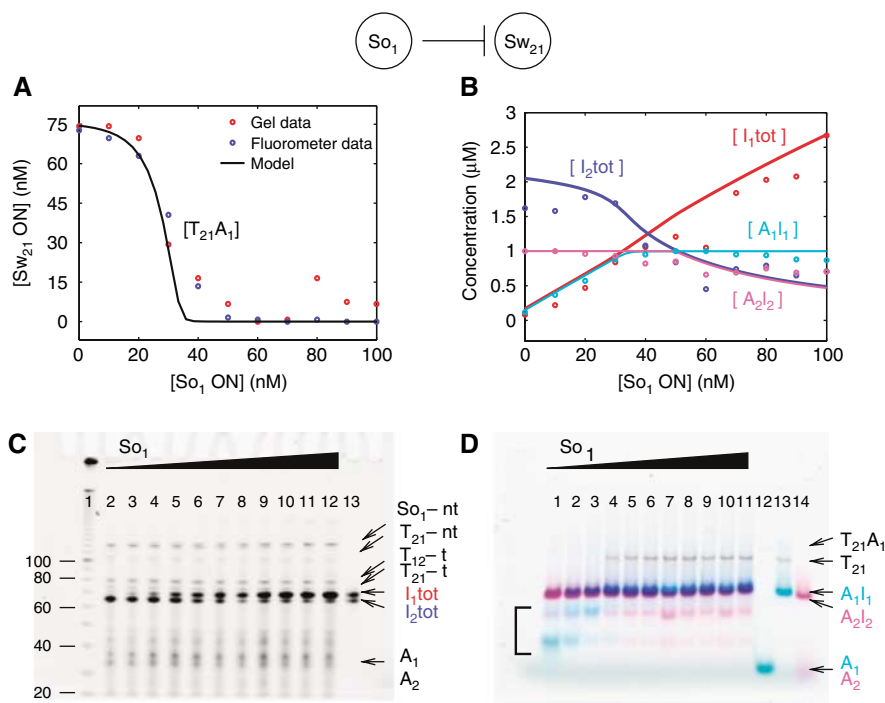 So₁ Sw₂₁
A
[Sw₂₁ ON] (nM)
75
60
45
30
15
0
Gel data
Fluorometer data
Model
[T₂₁A₁]
0 20 40 60 80 100
[So₁ ON] (nM)
B
Concentration (μM)
3
2.5
2
1.5
1
0.5
0
[ I₁tot ]
[ I₂tot ]
[ A₁I₁ ]
[ A₂I₂ ]
0 20 40 60 80 100
[So₁ ON] (nM)
C
So₁
1 2 3 4 5 6 7 8 9 10 11 12 13
100
80
60
40
20
So₁– nt
T₂₁– nt
T₁₂– t
T₂₁– t
I₁tot
I₂tot
A₁
A₂
D
So ₁
1 2 3 4 5 6 7 8 9 10 11 12 13 14
T₂₁A₁
T₂₁
A₁I₁
A₂I₂
A₁
A₂